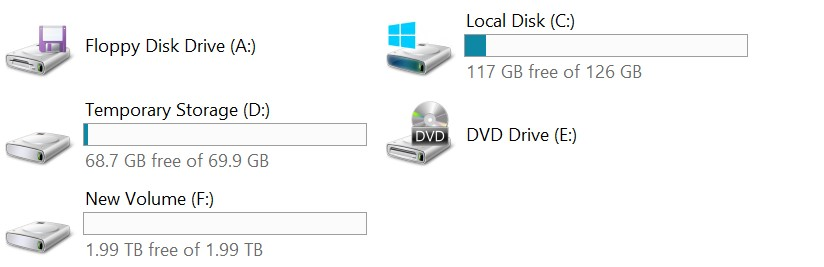 Floppy Disk Drive (A:)
Local Disk (C:)
117 GB free of 126 GB
Temporary Storage (D:)
68.7 GB free of 69.9 GB
DVD
DVD Drive (E:)
New Volume (F:)
1.99 TB free of 1.99 TB